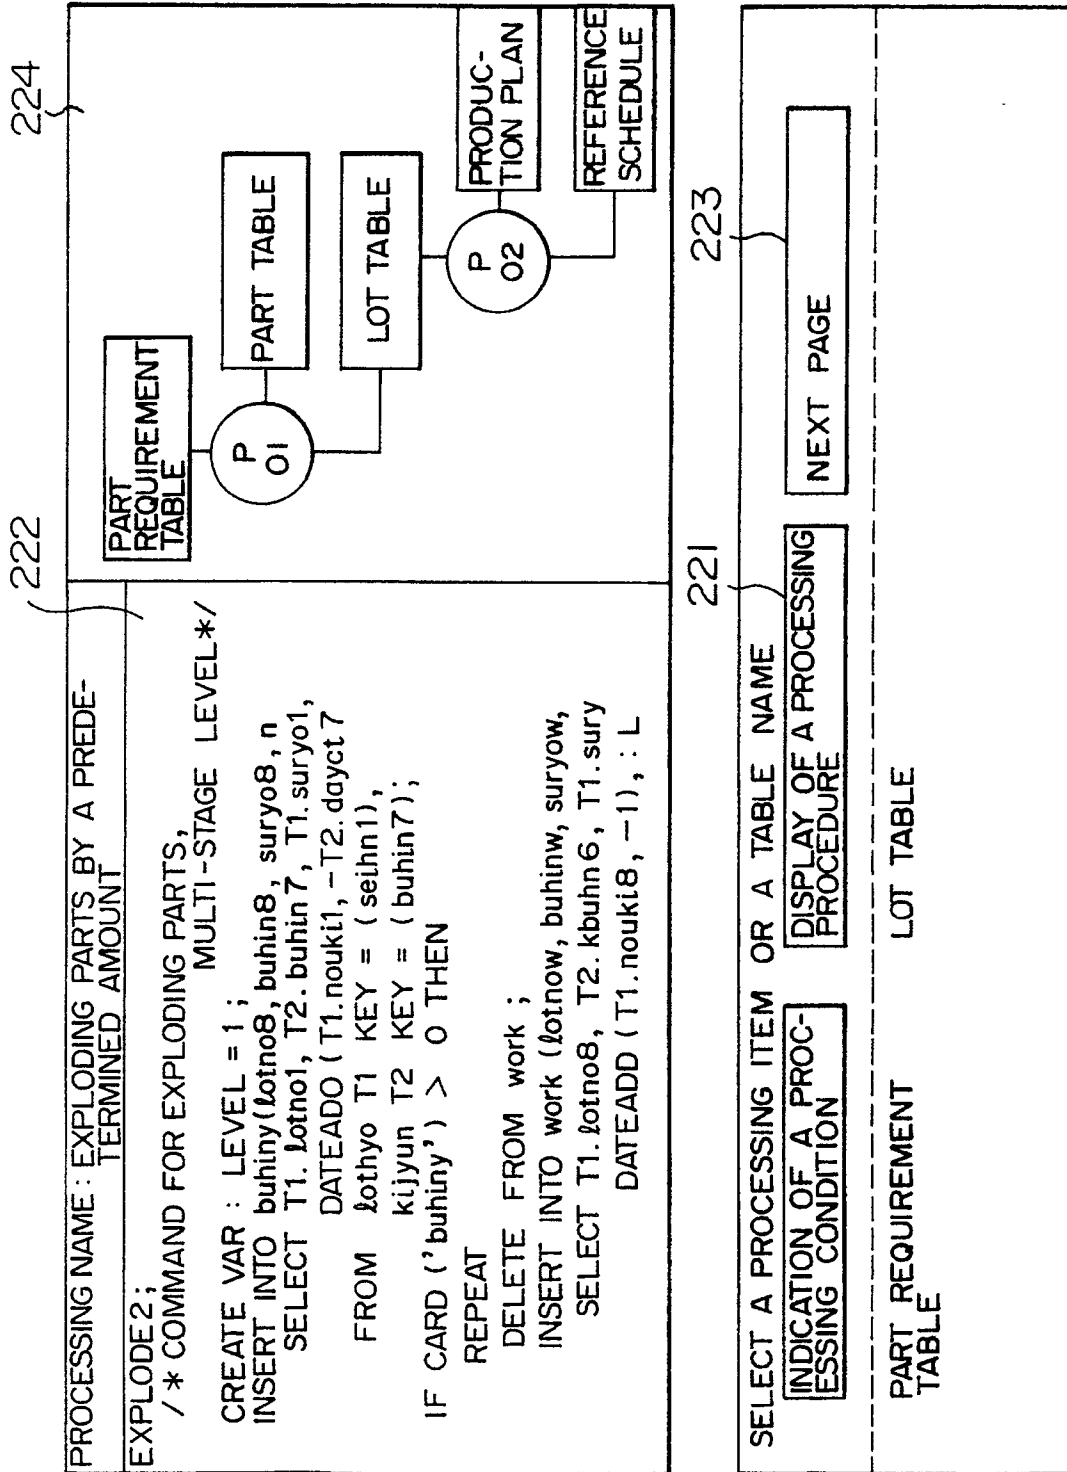 222
224
PROCESSING NAME : EXPLODING PARTS BY A PREDE-
TERMINED AMOUNT
EXPLODE2;
/* COMMAND FOR EXPLODING PARTS,
MULTI-STAGE LEVEL*/
CREATE VAR : LEVEL = 1 ;
INSERT INTO buhiny(lotno8, buhin8, suryo8, n
SELECT T1. lotno1, T2. buhin7, T1. suryo1,
DATEADO (T1. nouki1, -T2. dayct7
FROM lothyo T1 KEY = (seihn1),
kijyun T2 KEY = (buhin7);
IF CARD ('buhiny') > 0 THEN
REPEAT
DELETE FROM work ;
INSERT INTO work (lotnow, buhinw, suryow,
SELECT T1. lotno8, T2. kbuhn6, T1. sury
DATEADD (T1. nouki8, -1), : L
PART
REQUIREMENT
TABLE
P
01
PART TABLE
LOT TABLE
P
02
PRODUC-
TION PLAN
REFERENCE
SCHEDULE
221
223
SELECT A PROCESSING ITEM OR A TABLE NAME
INDICATION OF A PROC-
ESSING CONDITION
DISPLAY OF A PROCESSING
PROCEDURE
NEXT PAGE
PART REQUIREMENT
TABLE
LOT TABLE